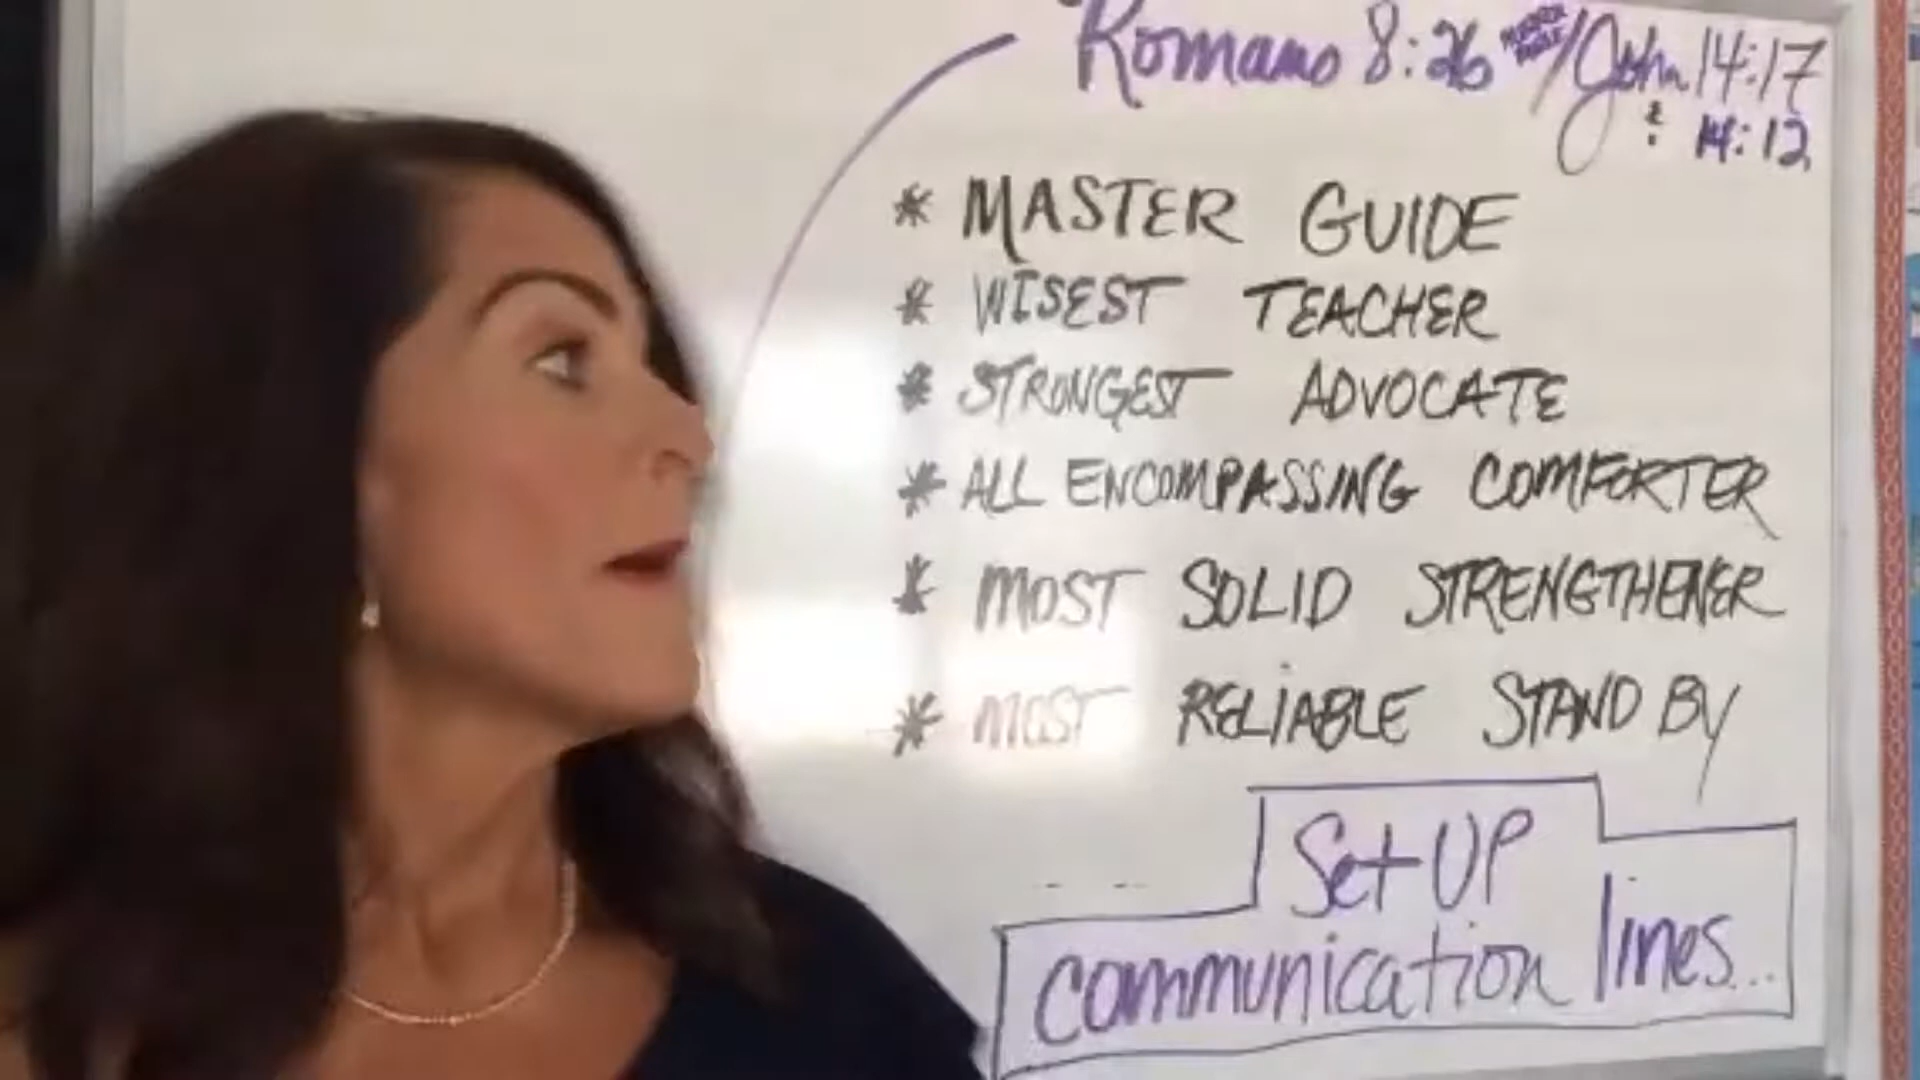 Romans 8:26 / John 14:17
& 14:12
* MASTER GUIDE
* WISEST TEACHER
* STRONGEST ADVOCATE
* ALL ENCOMPASSING COMFORTER
* MOST SOLID STRENGTHENER
* MOST RELIABLE STAND BY
Set UP
communication lines...